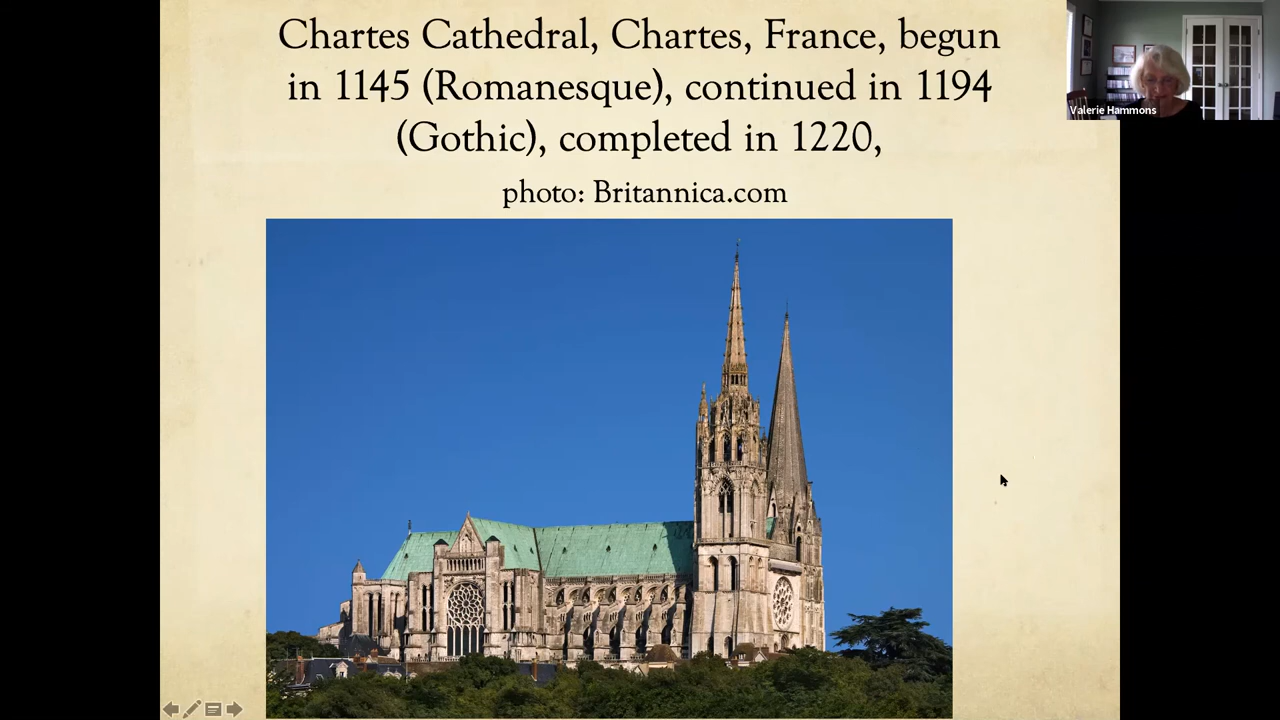 Chartes Cathedral, Chartes, France, begun
in 1145 (Romanesque), continued in 1194
(Gothic), completed in 1220,
photo: Britannica.com
Valerie Hammons